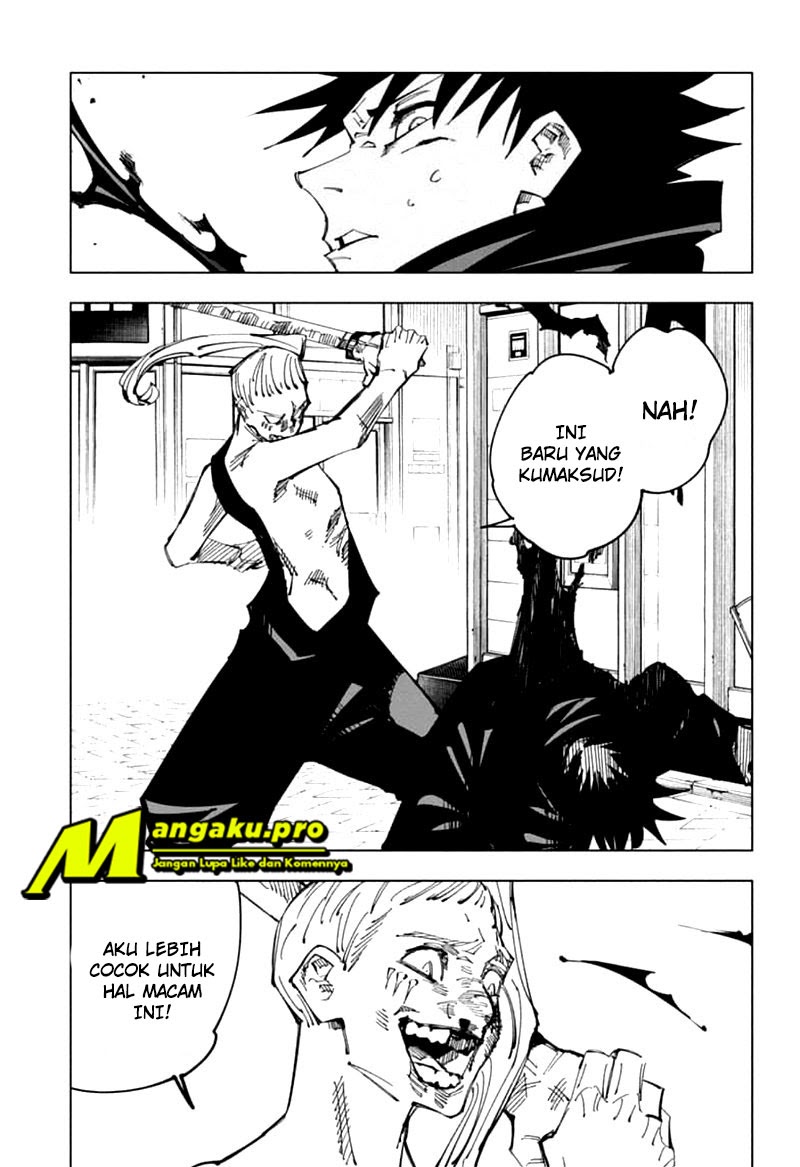 NAH!
INI
BARU YANG
KUMAKSUD!
Mangaku.pro
Jangan Lupa Like dan Komennya
AKU LEBIH
COCOK UNTUK
HAL MACAM
INI!